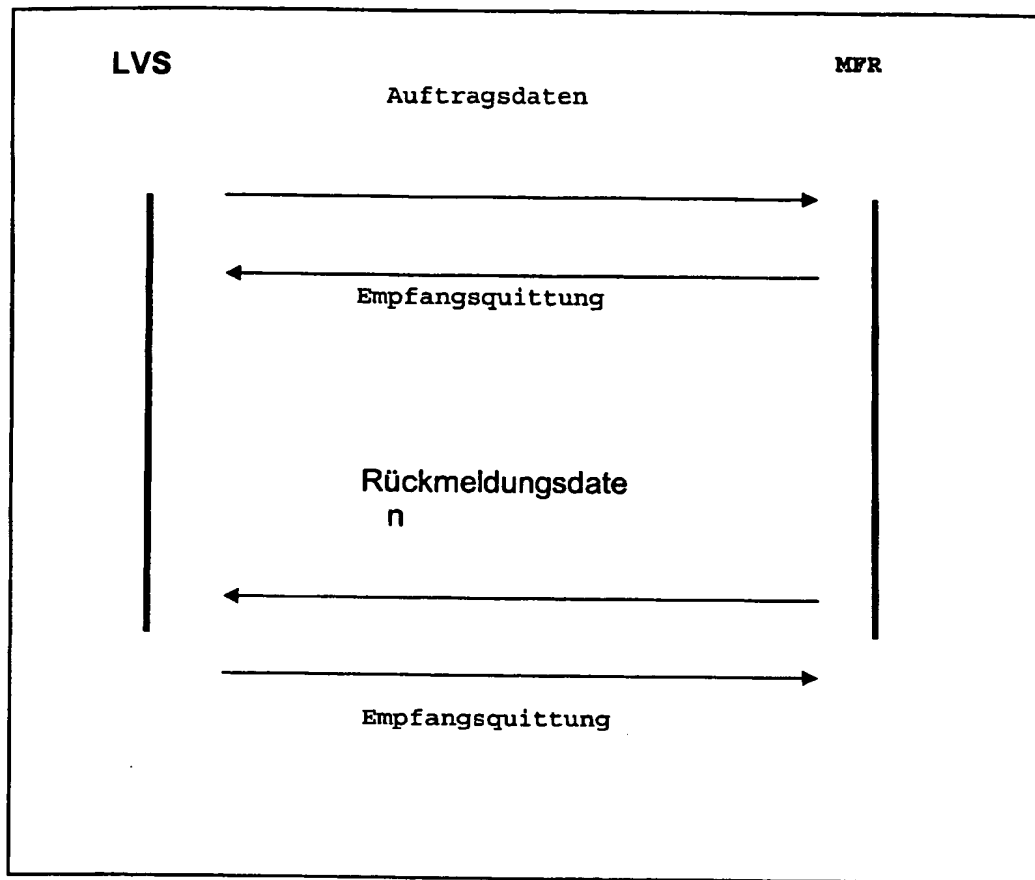 LVS
MFR
Auftragsdaten
Empfangsquittung
Rückmeldungsdate
n
Empfangsquittung